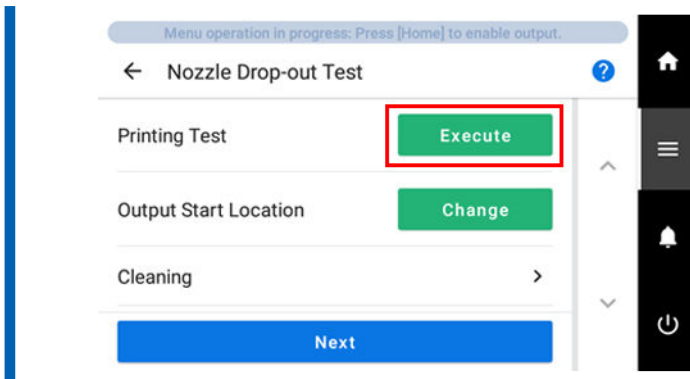 Menu operation in progress: Press [Home] to enable output.
Nozzle Drop-out Test
?
Printing Test
Execute
Output Start Location
Change
Cleaning
Next